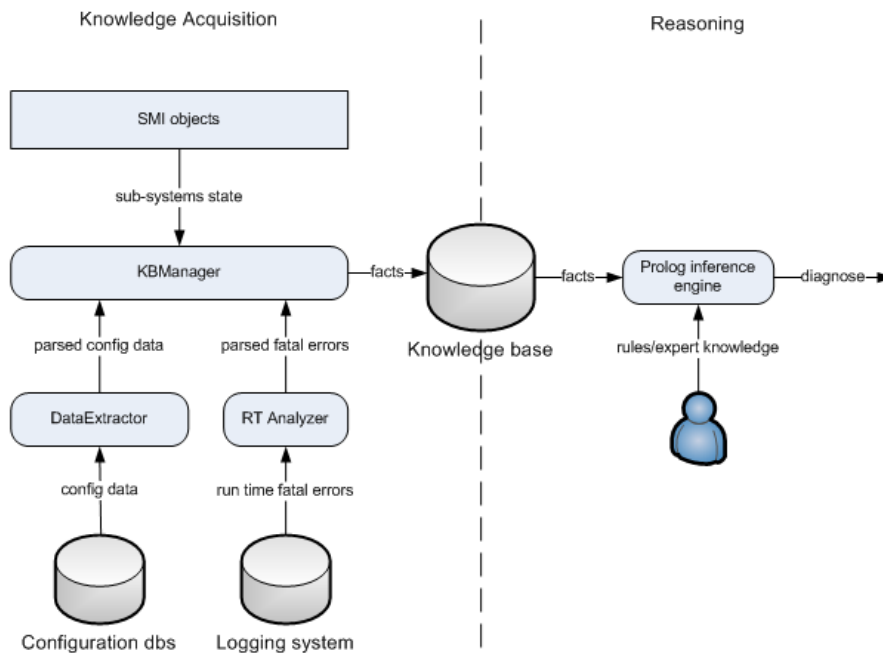 Knowledge Acquisition
Reasoning
SMI objects
sub-systems state
KBManager
facts
facts
Prolog inference
engine
diagnose
Knowledge base
parsed config data
parsed fatal errors
rules/expert knowledge
DataExtractor
RT Analyzer
config data
run time fatal errors
Configuration dbs
Logging system